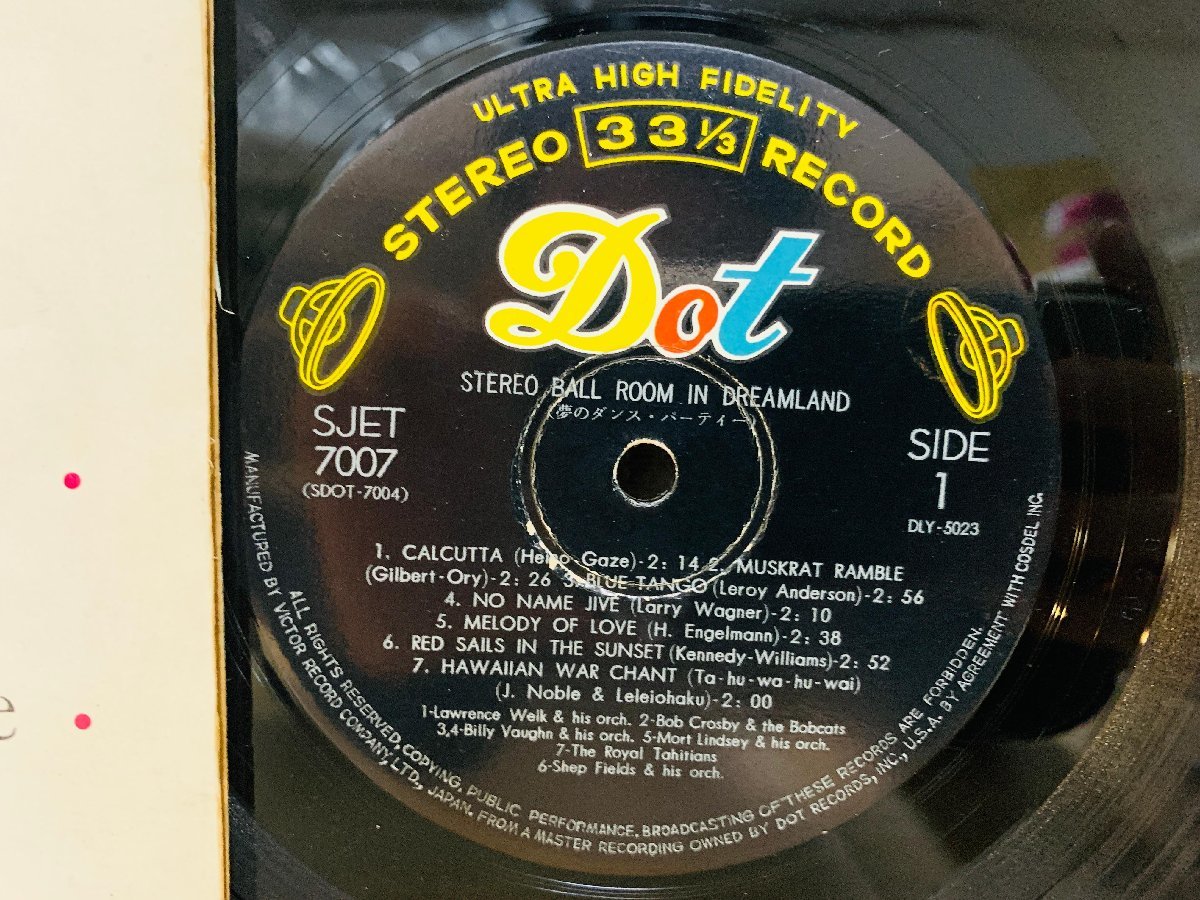 ULTRA HIGH FIDELITY
STEREO 33 1/3 RECORD
Dot
STEREO BALL ROOM IN DREAMLAND
(夢のダンス・パーティー)
SJET
7007
(SDOT-7004)
SIDE
1
DLY-5023
1. CALCUTTA (Heino Gaze)-2: 14 2. MUSKRAT RAMBLE
(Gilbert-Ory)-2: 26 3. BLUE TANGO (Leroy Anderson)-2: 56
4. NO NAME JIVE (Larry Wagner)-2: 10
5. MELODY OF LOVE (H. Engelmann)-2: 38
6. RED SAILS IN THE SUNSET (Kennedy-Williams)-2: 52
7. HAWAIIAN WAR CHANT (Ta-hu-wa-hu-wai)
(J. Noble & Leleiohaku)-2: 00
1-Lawrence Welk & his orch. 2-Bob Crosby & the Bobcats
3,4-Billy Vaughn & his orch. 5-Mort Lindsey & his orch.
7-The Royal Tahitians
6-Shep Fields & his orch.
ALL RIGHTS RESERVED, COPYING, PUBLIC PERFORMANCE, BROADCASTING OF THESE RECORDS ARE FORBIDDEN.
MANUFACTURED BY VICTOR RECORD COMPANY, LTD., JAPAN. FROM A MASTER RECORDING OWNED BY DOT RECORDS, INC., U.S.A. BY AGREEMENT WITH COSDEL INC.
e